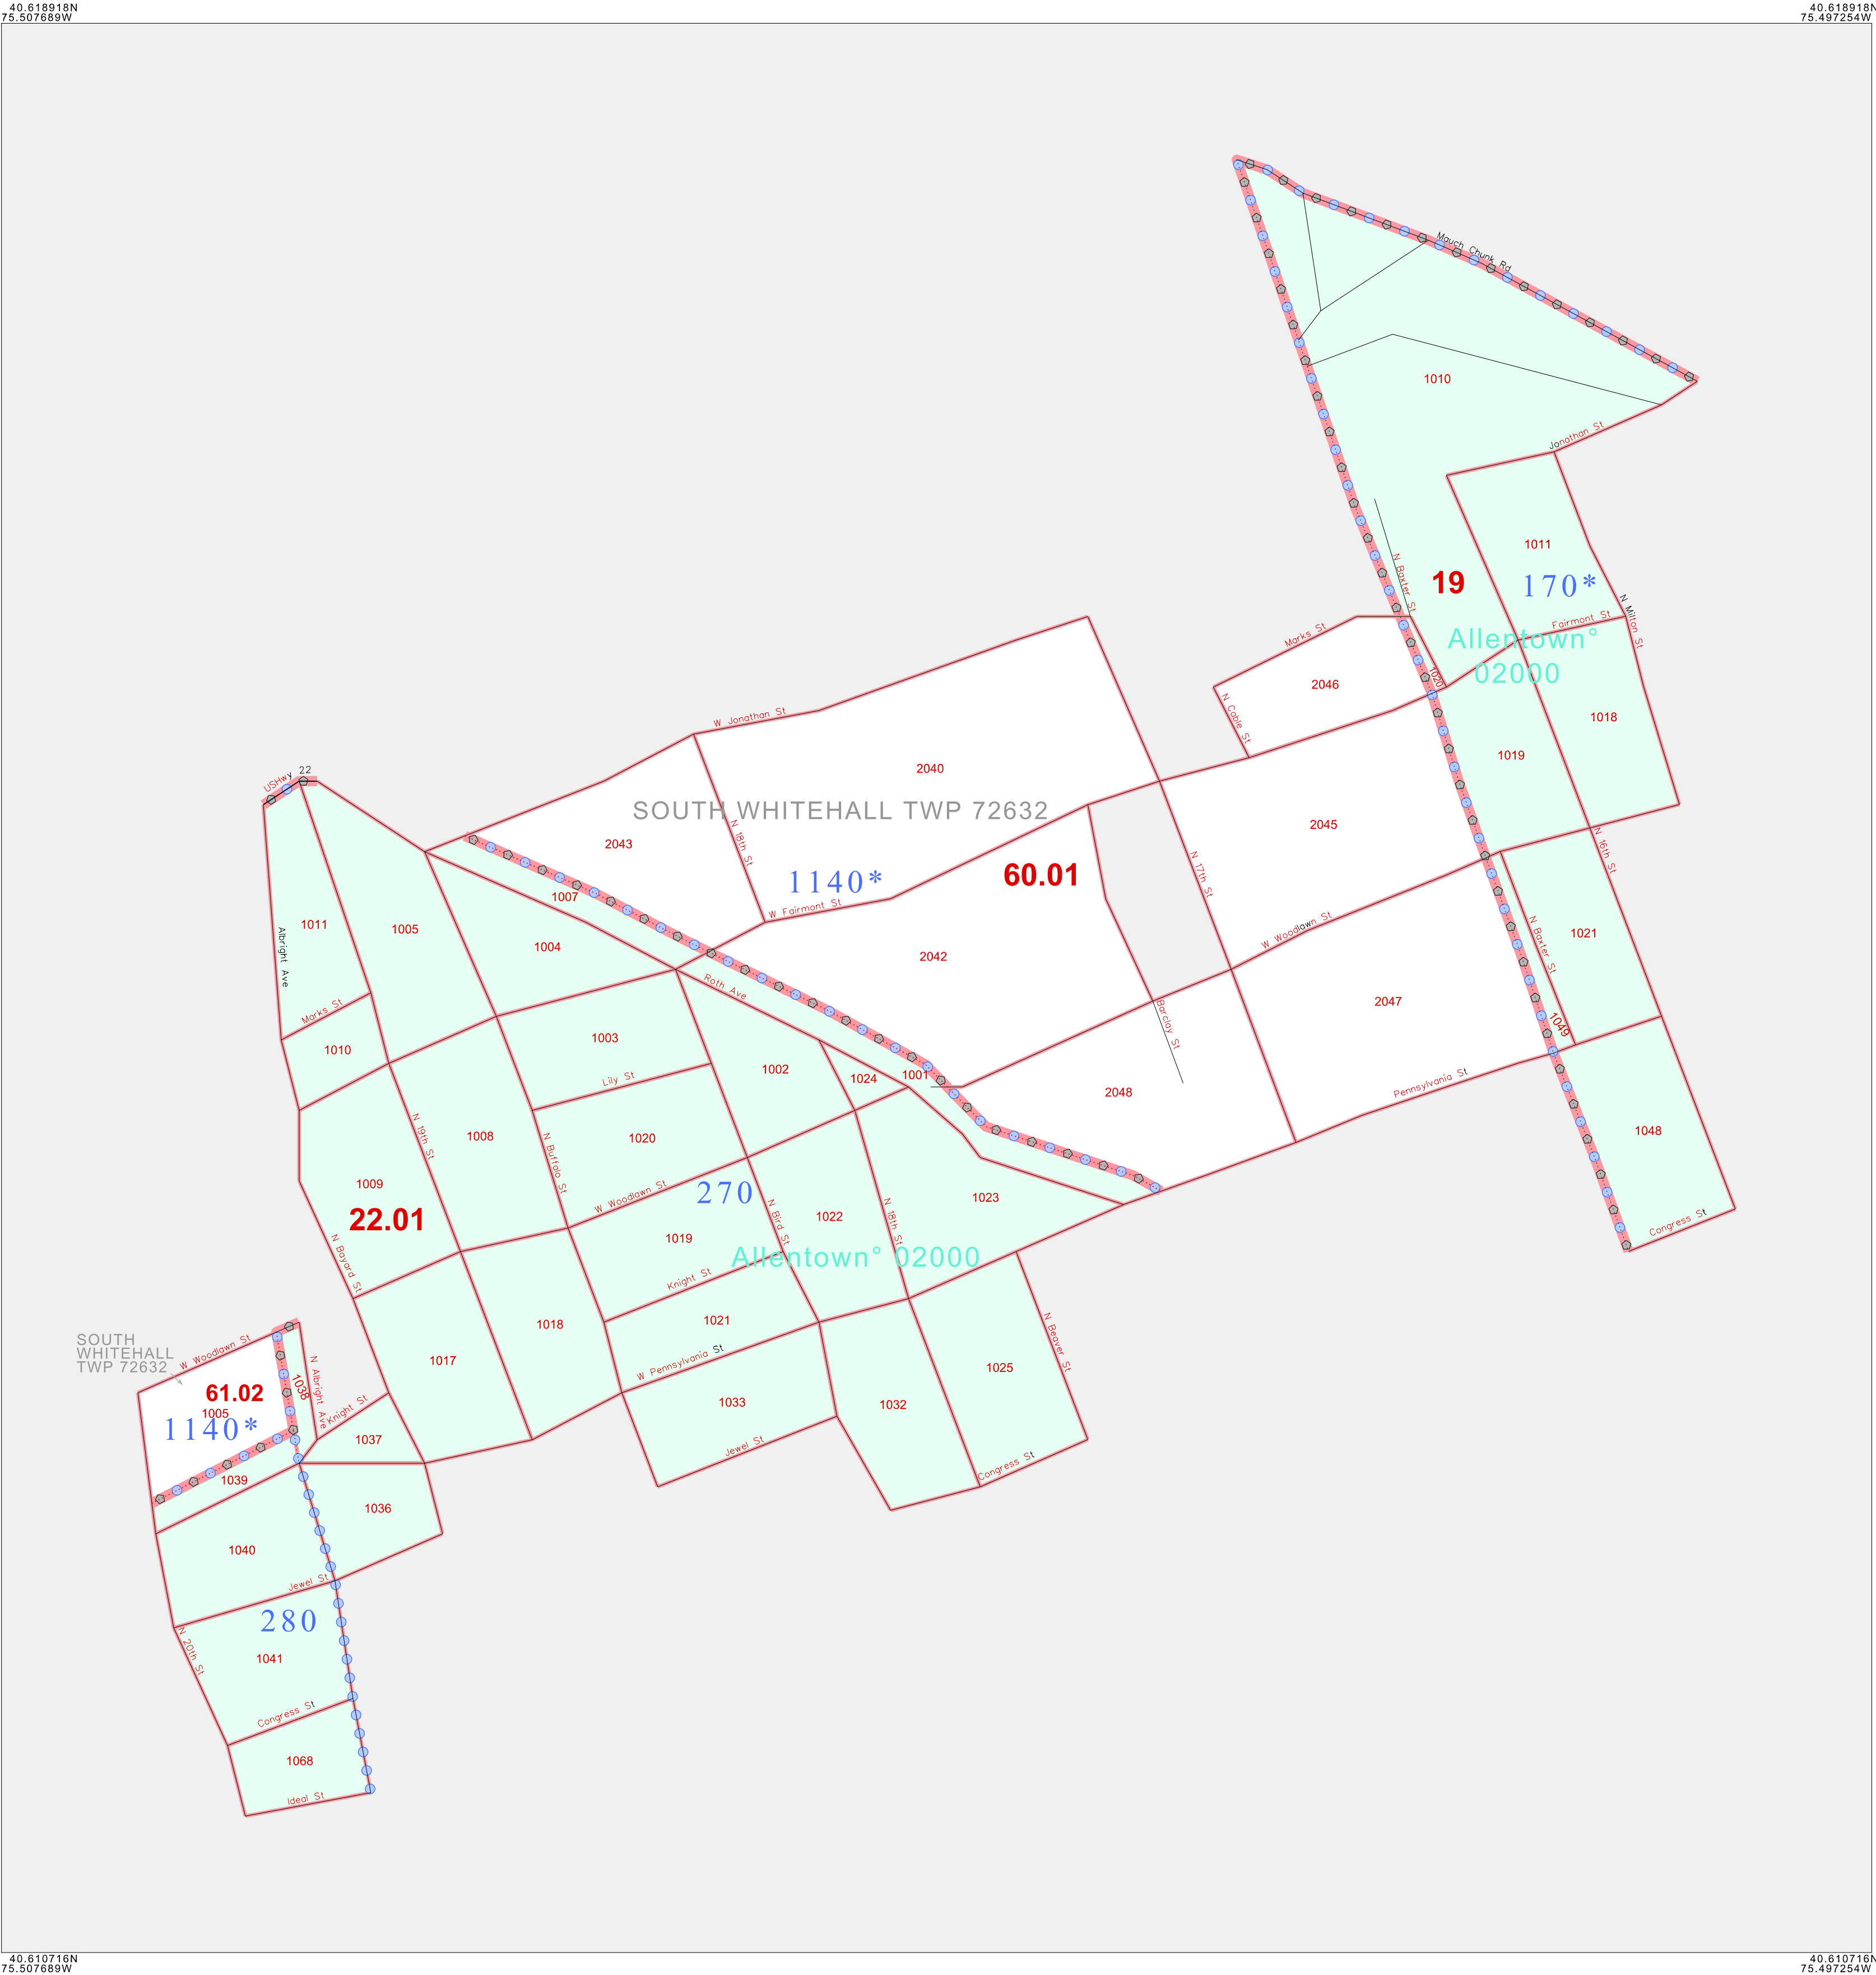 40.618918N
75.507689W
40.618918N
75.497254W
Mauch Chunk Rd
1010
Jonathan St
1011
170*
19
N Baxter St
N Milton St
Fairmont St
Allentown°
02000
Marks St
2046
1020
N Cable St
1018
1019
W Jonathan St
2040
USHwy 22
SOUTH WHITEHALL TWP 72632
2045
N 18th St
2043
N 16th St
1140*
60.01
N 17th St
1007
W Fairmont St
W Woodlawn St
1011
1005
1004
N Baxter St
1021
Albright Ave
2042
Roth Ave
2047
Marks St
Barclay St
1049
1010
1003
1002
1024
1001
Lily St
2048
Pennsylvania St
1008
1020
N 19th St
N Buffalo St
1048
1009
W Woodlawn St
270
1023
22.01
N Bird St
1022
N 18th St
Congress St
N Bayard St
1019
Allentown° 02000
Knight St
1018
1021
SOUTH
WHITEHALL
TWP 72632
W Woodlawn St
N Albright Ave
1017
W Pennsylvania St
N Beaver St
1025
61.02
1038
1005
1140*
Knight St
1033
1032
1037
Jewel St
1039
Congress St
1036
1040
Jewel St
280
N 20th St
1041
Congress St
1068
Ideal St
40.610716N
75.507689W
40.610716N
75.497254W